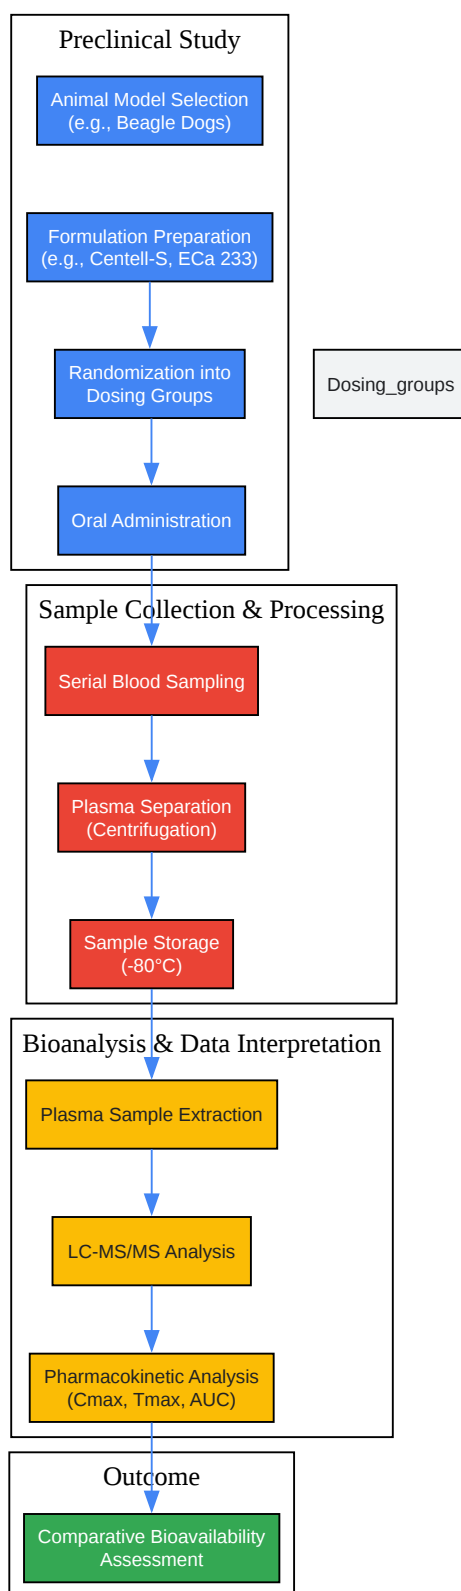 Preclinical Study
Animal Model Selection
(e.g., Beagle Dogs)
Formulation Preparation
(e.g., Centell-S, ECa 233)
Randomization into
Dosing Groups
Dosing_groups
Oral Administration
Sample Collection & Processing
Serial Blood Sampling
Plasma Separation
(Centrifugation)
Sample Storage
(-80°C)
Bioanalysis & Data Interpretation
Plasma Sample Extraction
LC-MS/MS Analysis
Pharmacokinetic Analysis
(Cmax, Tmax, AUC)
Outcome
Comparative Bioavailability
Assessment